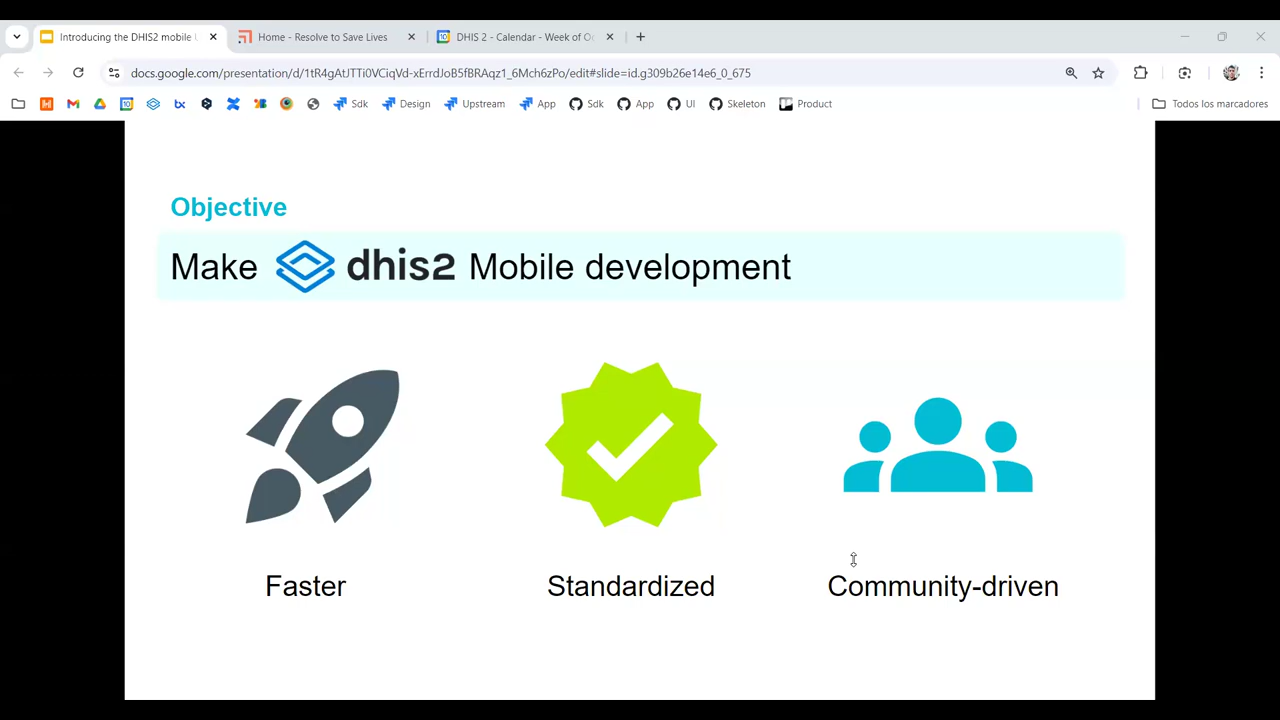 Introducing the DHIS2 mobile U
Home - Resolve to Save Lives
DHIS 2 - Calendar - Week of Oc
docs.google.com/presentation/d/1tR4gAtJTTi0VCiqVd-xErrdJoB5fBRAqz1_6Mch6zPo/edit#slide=id.g309b26e14e6_0_675
Sdk Design Upstream App Sdk App UI Skeleton Product Todos los marcadores
Objective
Make dhis2 Mobile development
Faster Standardized Community-driven